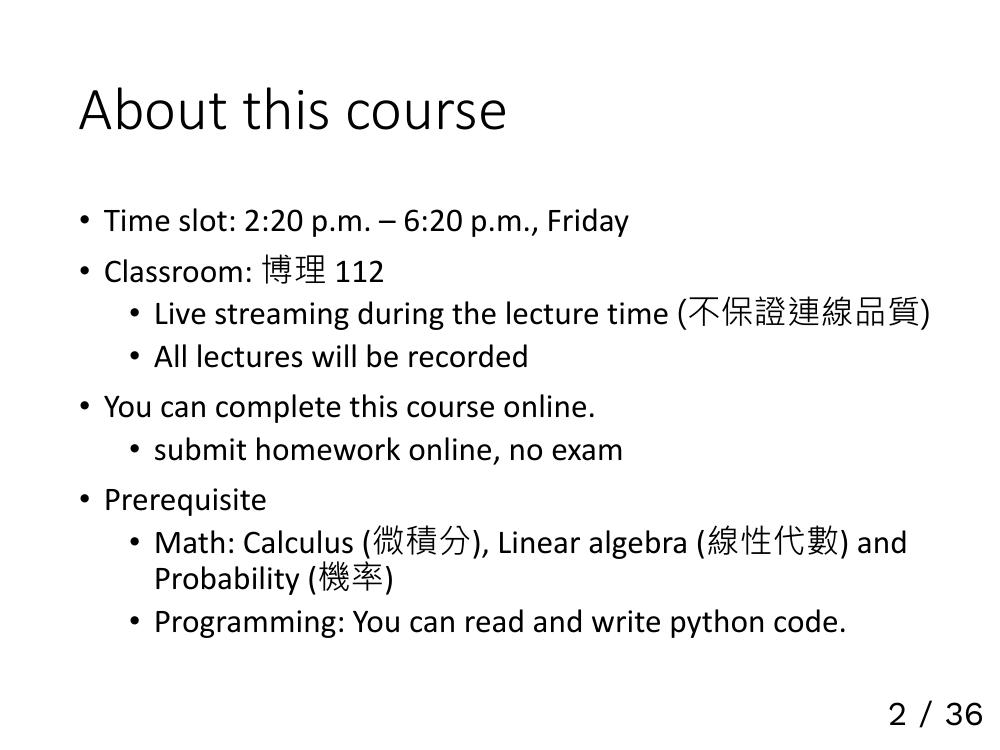 About this course
• Time slot: 2:20 p.m. – 6:20 p.m., Friday
• Classroom: 博理 112
• Live streaming during the lecture time (不保證連線品質)
• All lectures will be recorded
• You can complete this course online.
• submit homework online, no exam
• Prerequisite
• Math: Calculus (微積分), Linear algebra (線性代數) and
Probability (機率)
• Programming: You can read and write python code.
2 / 36